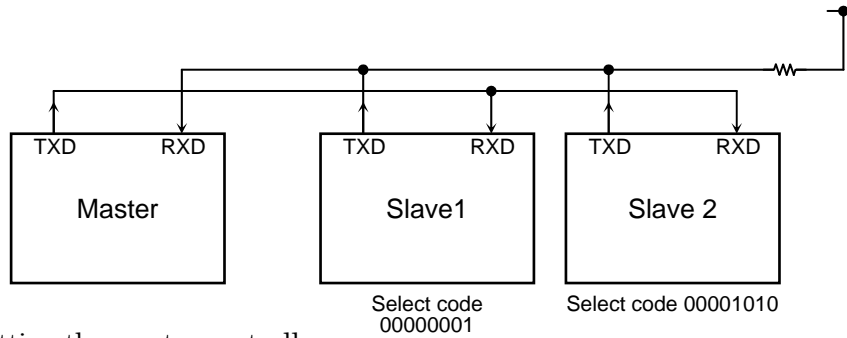 TXD RXD TXD RXD TXD RXD
Master Slave1 Slave 2
Select code Select code 00001010
00000001